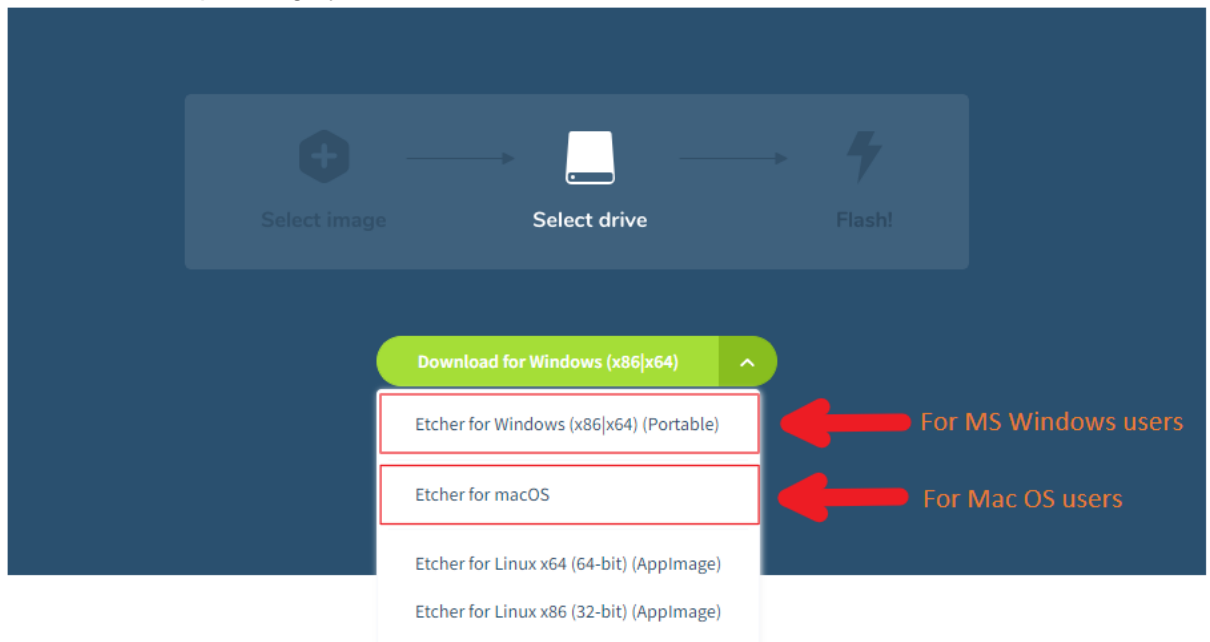 Select image
Select drive
Flash!
Download for Windows (x86|x64)
Etcher for Windows (x86|x64) (Portable)
For MS Windows users
Etcher for macOS
For Mac OS users
Etcher for Linux x64 (64-bit) (AppImage)
Etcher for Linux x86 (32-bit) (AppImage)